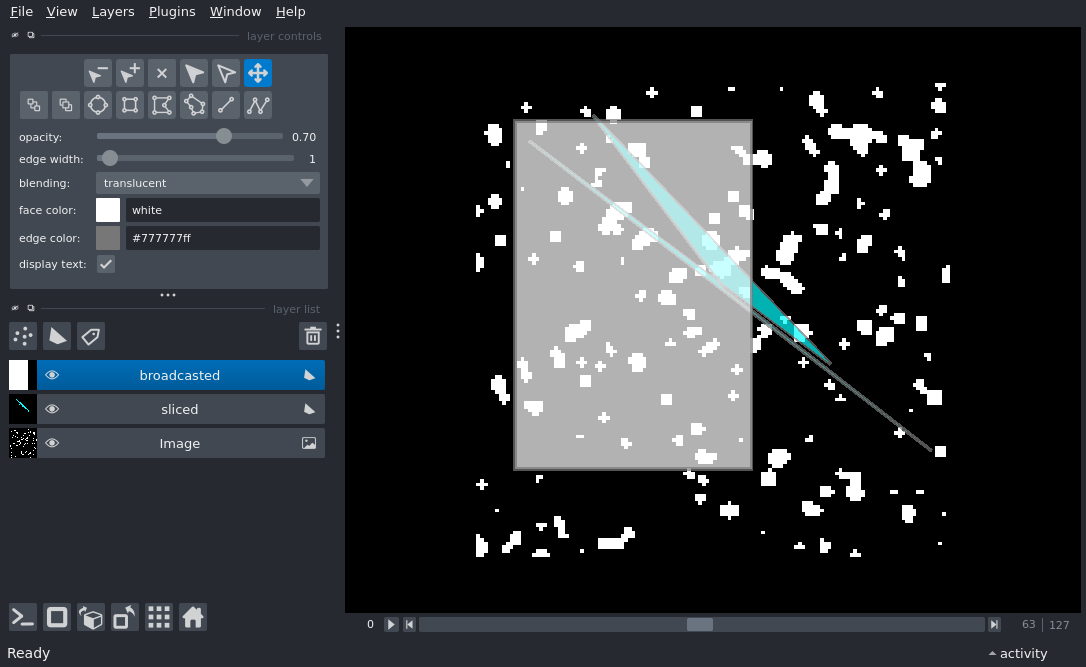 File View Layers Plugins Window Help
layer controls
opacity: 0.70
edge width: 1
blending: translucent
face color: white
edge color: #777777ff
display text:
layer list
broadcasted
sliced
Image
0 63 127
Ready activity